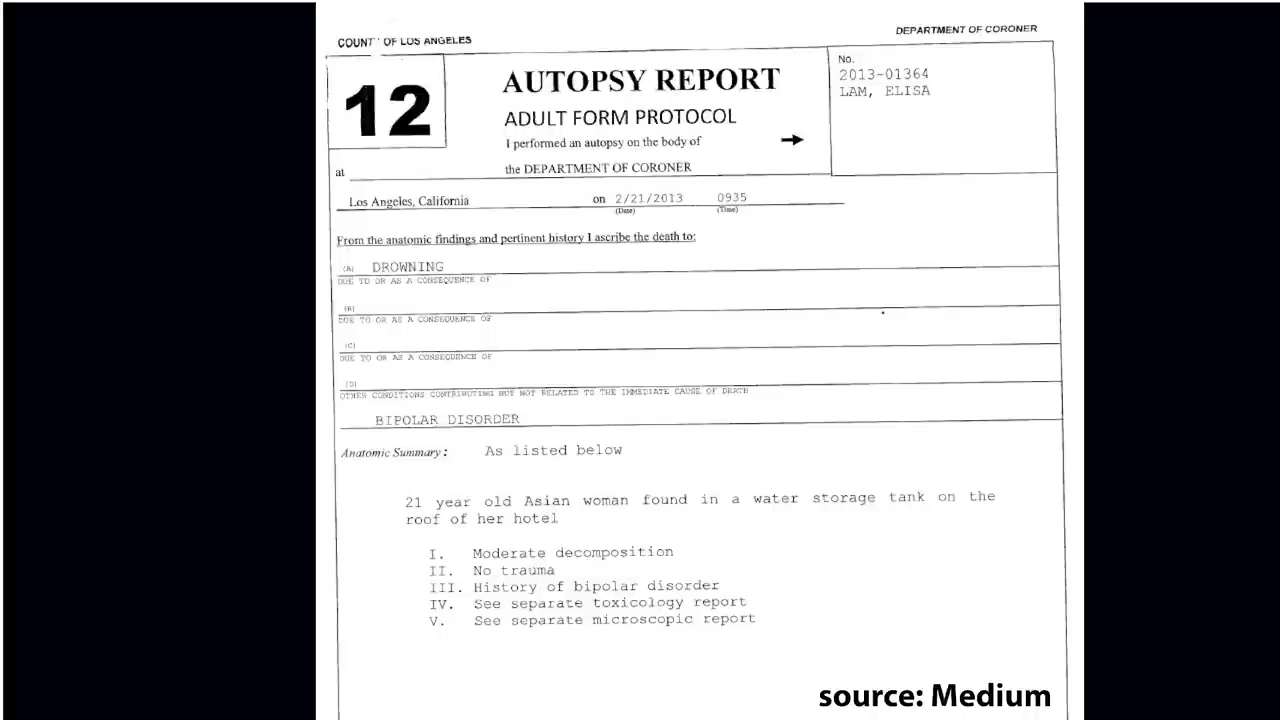 COUNTY OF LOS ANGELES
DEPARTMENT OF CORONER
12
AUTOPSY REPORT
ADULT FORM PROTOCOL
I performed an autopsy on the body of
No.
2013-01364
LAM, ELISA
at
the DEPARTMENT OF CORONER
Los Angeles, California
on 2/21/2013 0935
(Date) (Time)
From the anatomic findings and pertinent history I ascribe the death to:
(A) DROWNING
DUE TO OR AS A CONSEQUENCE OF
(B)
DUE TO OR AS A CONSEQUENCE OF
(C)
DUE TO OR AS A CONSEQUENCE OF
(D)
OTHER CONDITIONS CONTRIBUTING BUT NOT RELATED TO THE IMMEDIATE CAUSE OF DEATH
BIPOLAR DISORDER
Anatomic Summary: As listed below
21 year old Asian woman found in a water storage tank on the
roof of her hotel
I. Moderate decomposition
II. No trauma
III. History of bipolar disorder
IV. See separate toxicology report
V. See separate microscopic report
source: Medium